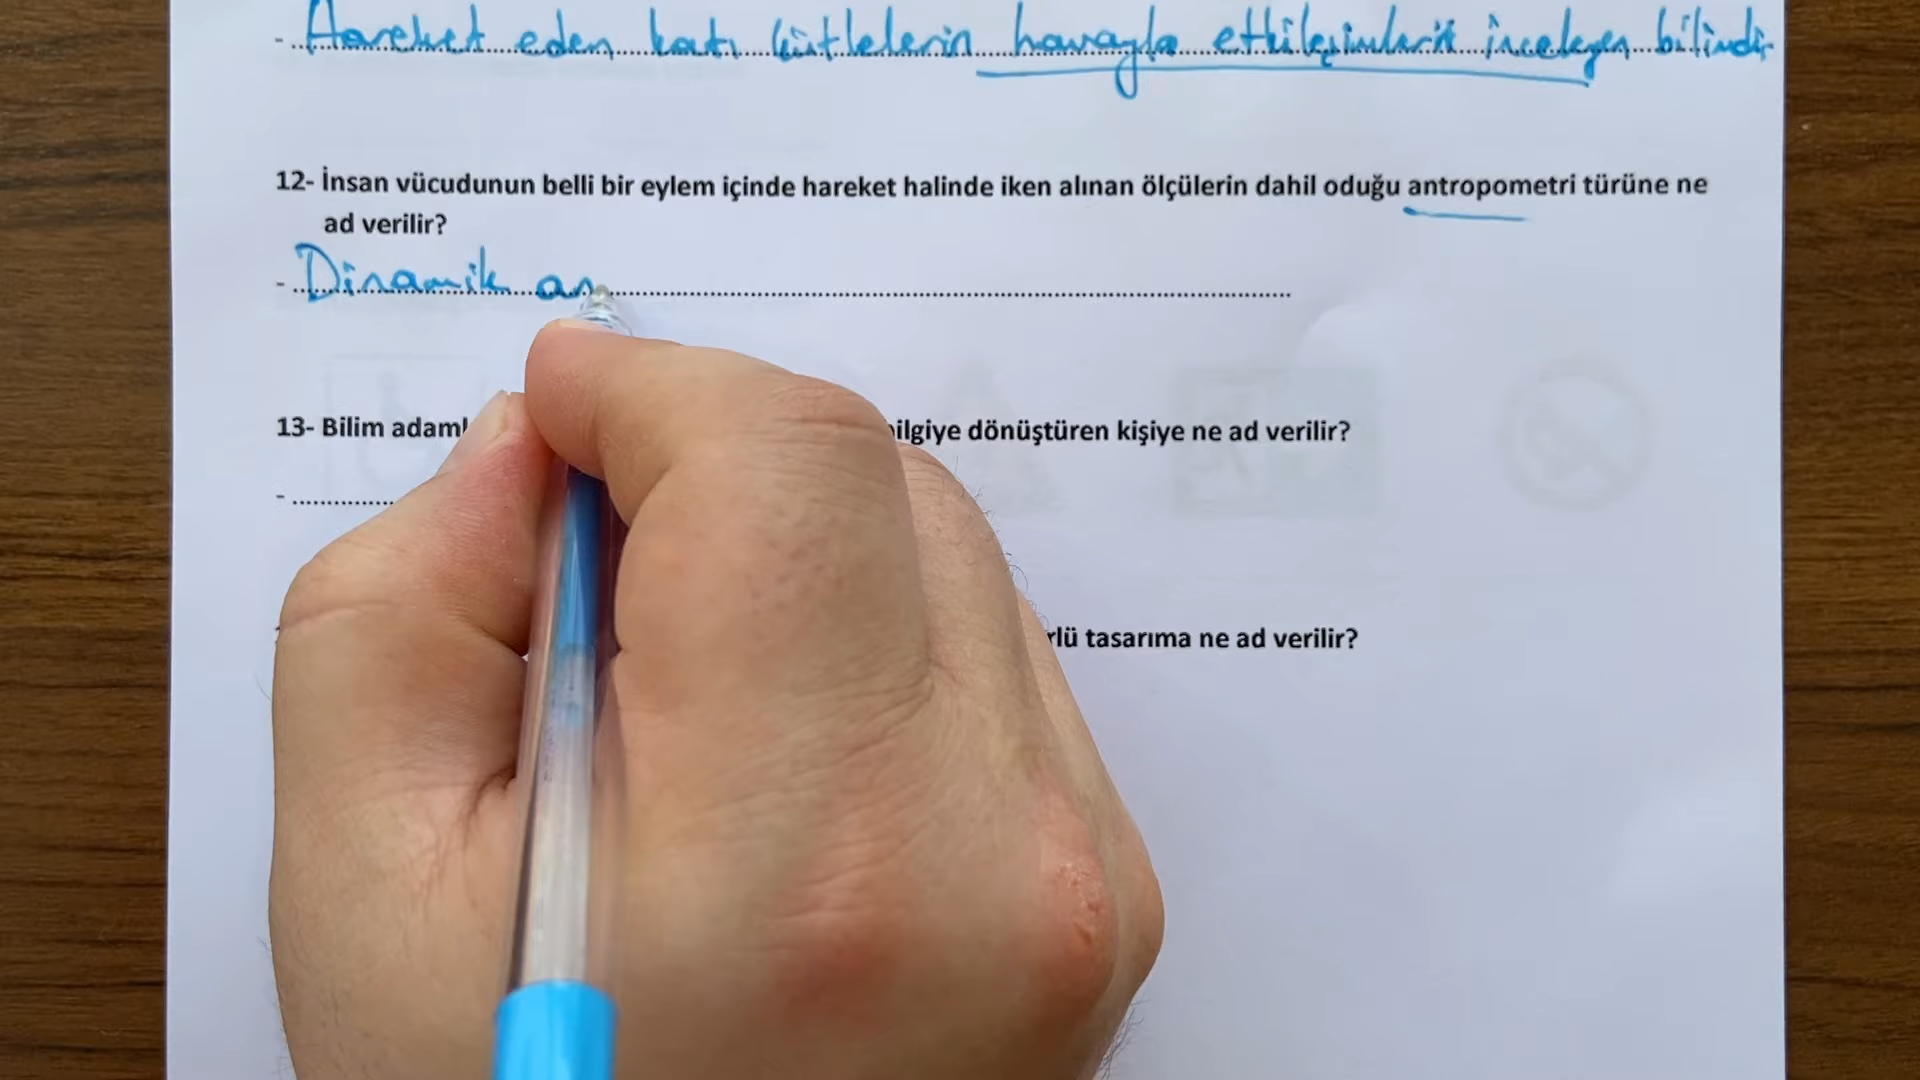 - Hareket eden katı kütlelerin havayla etkileşimlerini inceleyen bilimdir
12- İnsan vücudunun belli bir eylem içinde hareket halinde iken alınan ölçülerin dahil oduğu antropometri türüne ne
ad verilir?
- Dinamik an
13- Bilim adaml ilgiye dönüştüren kişiye ne ad verilir?
-
rlü tasarıma ne ad verilir?